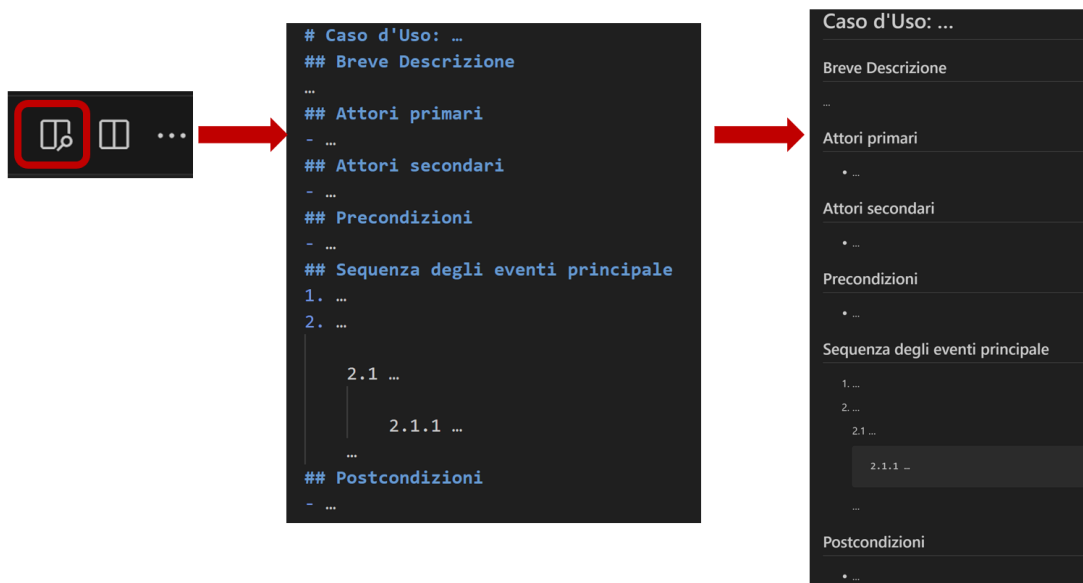 # Caso d'Uso: …
## Breve Descrizione
…
## Attori primari
- …
## Attori secondari
- …
## Precondizioni
- …
## Sequenza degli eventi principale
1. …
2. …
2.1 …
2.1.1 …
…
## Postcondizioni
- …
Caso d'Uso: ...
Breve Descrizione
...
Attori primari
• ...
Attori secondari
• ...
Precondizioni
• ...
Sequenza degli eventi principale
1. ...
2. ...
2.1 ...
2.1.1 …
...
Postcondizioni
• ...